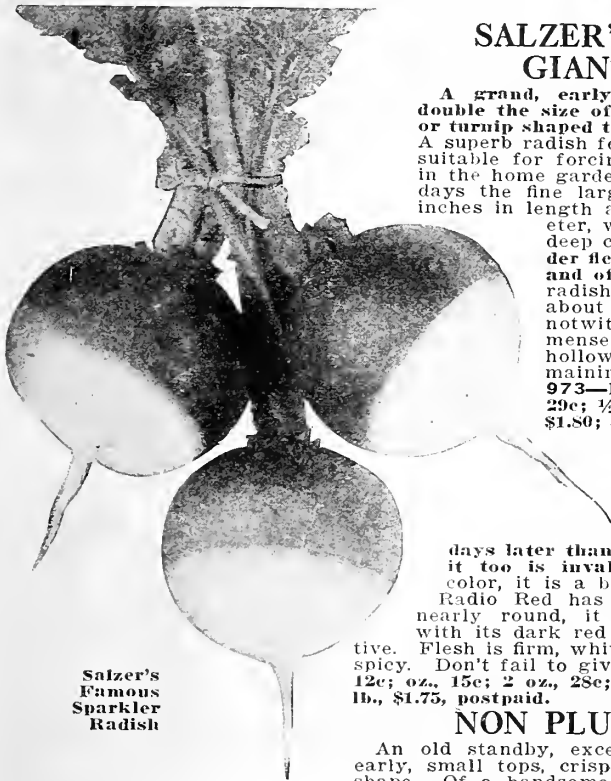 SALZER'
GIAN
A grand, early
double the size of
or turnip shaped t
A superb radish fo
suitable for forcin
in the home garde
days the fine larg
inches in length a
eter, w
deep c
der fle
and of
radish
about
notwit
mense
hollow
mainin
973—
29c; ½
$1.80;
days later than
it too is inval
color, it is a b
Radio Red has
nearly round, it
with its dark red
tive. Flesh is firm, whit
spicy. Don't fail to giv
12c; oz., 15c; 2 oz., 28c;
lb., $1.75, postpaid.
Salzer's
Famous
Sparkler
Radish
NON PLU
An old standby, exce
early, small tops, crisp
shape. Of a handsome